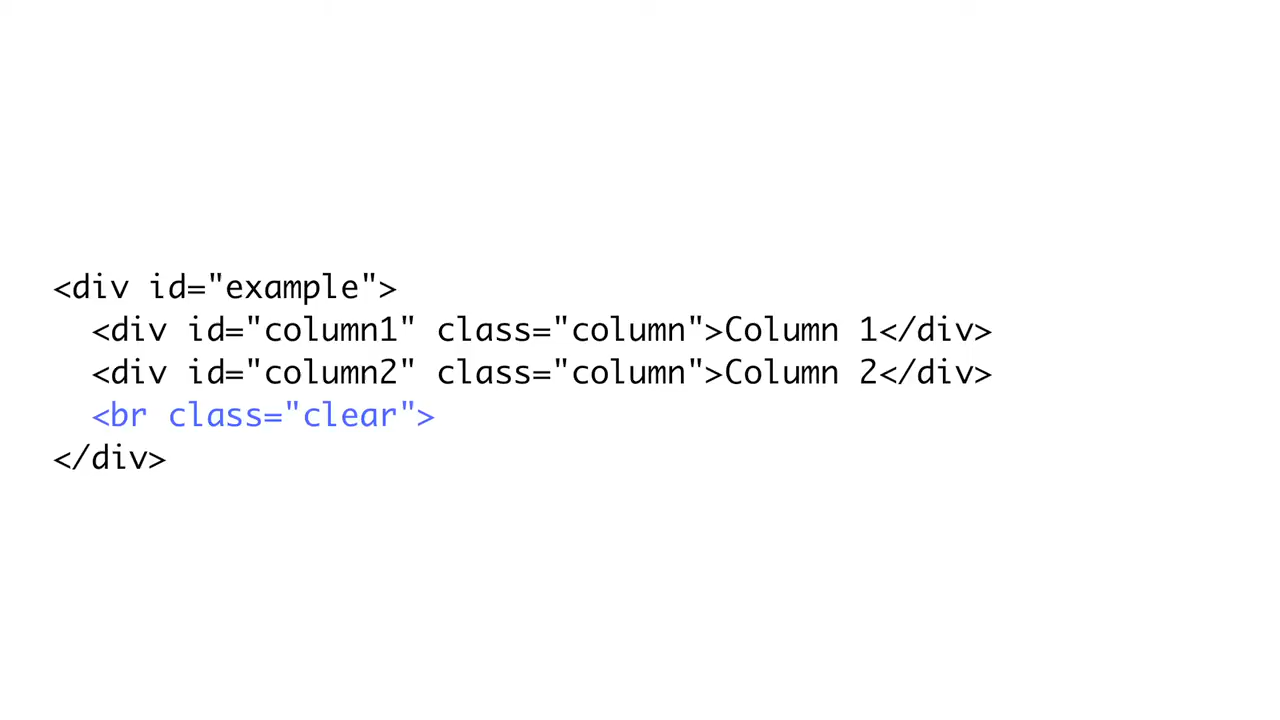 <div id="example">
  <div id="column1" class="column">Column 1</div>
  <div id="column2" class="column">Column 2</div>
  <br class="clear">
</div>